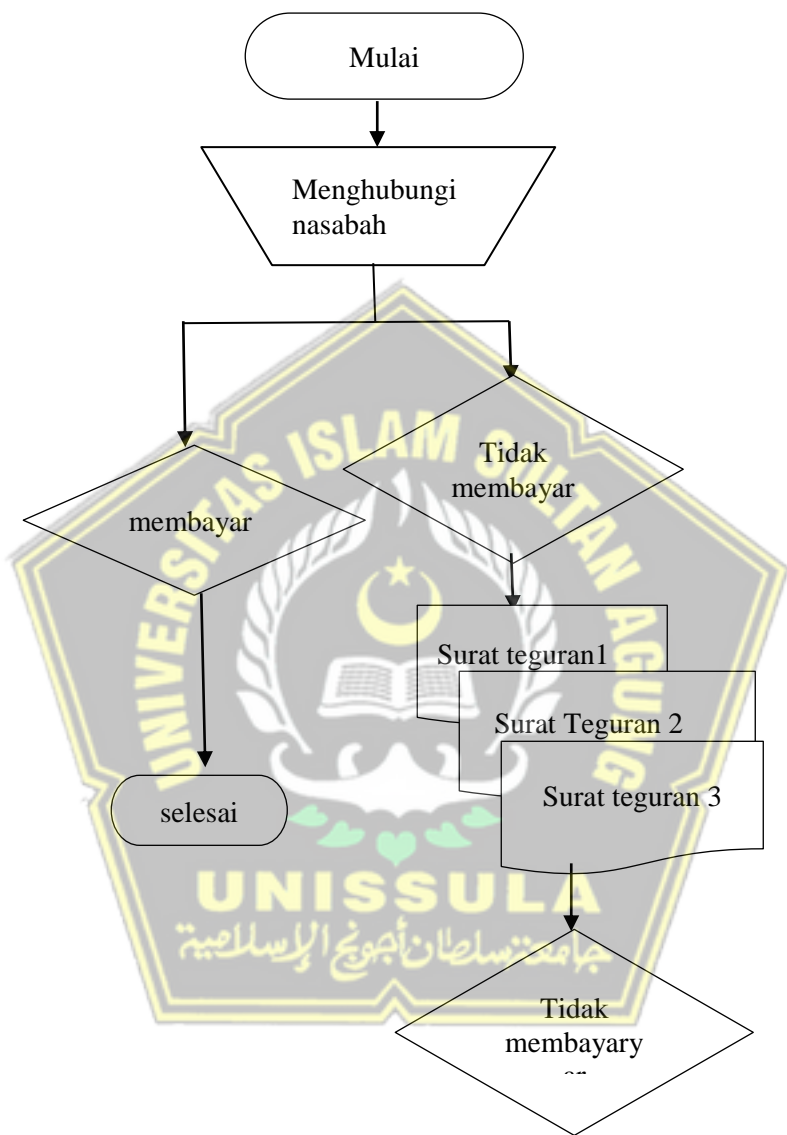 Mulai
Menghubungi
nasabah
Tidak
membayar
membayar
Surat teguran1
Surat Teguran 2
Surat teguran 3
selesai
Tidak
membayary
UNIVERSITAS ISLAM SULTAN AGUNG
UNISSULA
جامعة سلطان أجونج الإسلامية